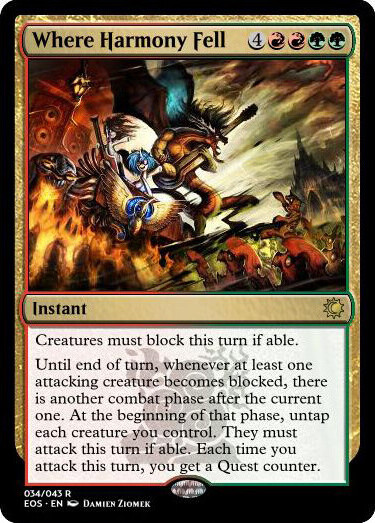 Where Harmony Fell 4
Instant
Creatures must block this turn if able.
Until end of turn, whenever at least one
attacking creature becomes blocked, there
is another combat phase after the current
one. At the beginning of that phase, untap
each creature you control. They must
attack this turn if able. Each time you
attack this turn, you get a Quest counter.
034/043 R
EOS • EN Damien Ziomek